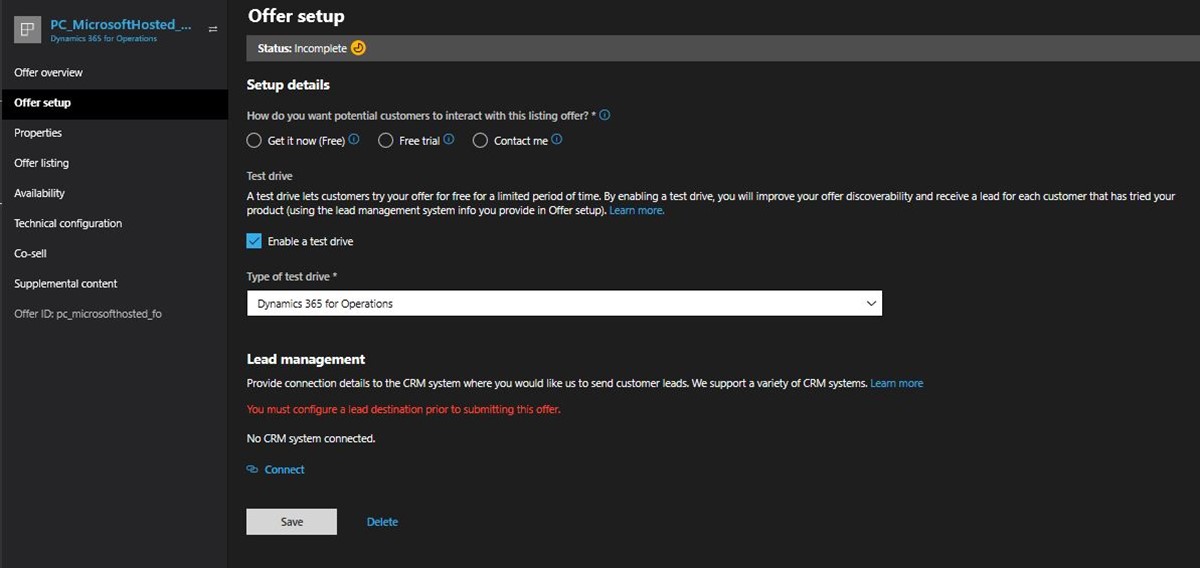 PC_MicrosoftHosted_...
Dynamics 365 for Operations
Offer overview
Offer setup
Properties
Offer listing
Availability
Technical configuration
Co-sell
Supplemental content
Offer ID: pc_microsofthosted_fo
Offer setup
Status: Incomplete
Setup details
How do you want potential customers to interact with this listing offer? *
Get it now (Free) Free trial Contact me
Test drive
A test drive lets customers try your offer for free for a limited period of time. By enabling a test drive, you will improve your offer discoverability and receive a lead for each customer that has tried your
product (using the lead management system info you provide in Offer setup). Learn more.
Enable a test drive
Type of test drive *
Dynamics 365 for Operations
Lead management
Provide connection details to the CRM system where you would like us to send customer leads. We support a variety of CRM systems. Learn more
You must configure a lead destination prior to submitting this offer.
No CRM system connected.
Connect
Save Delete